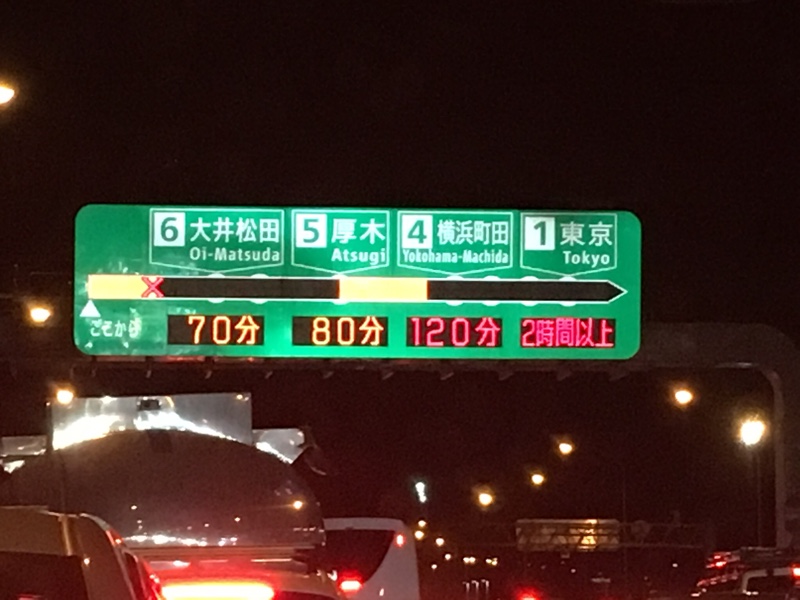 6 大井松田 5 厚木 4 横浜町田 1 東京
Oi-Matsuda Atsugi Yokohama-Machida Tokyo
ここから 70分 80分 120分 2時間以上